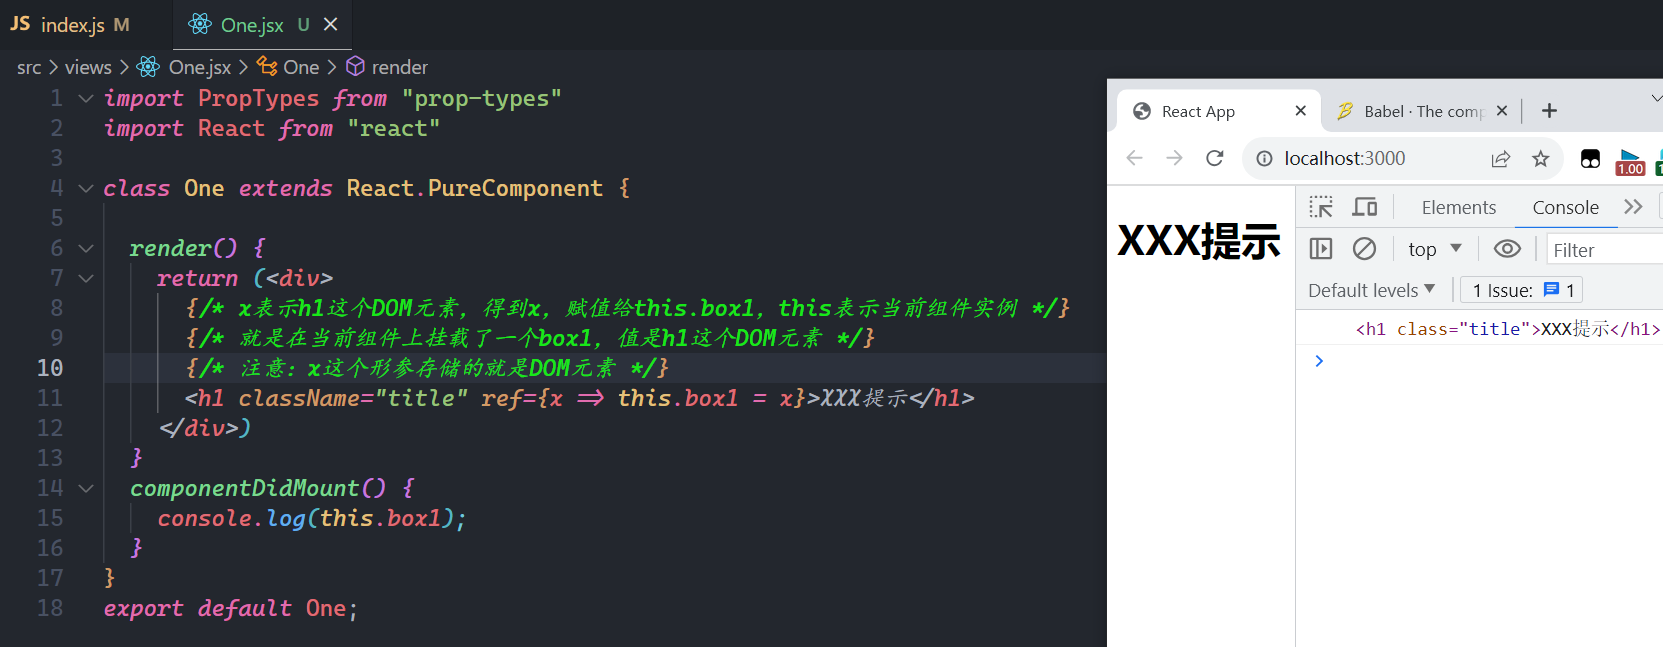 JS index.js M
One.jsx U
src > views > One.jsx > One > render
1 import PropTypes from "prop-types"
2 import React from "react"
3
4 class One extends React.PureComponent {
5
6 render() {
7 return (<div>
8 {/* x表示h1这个DOM元素，得到x，赋值给this.box1，this表示当前组件实例 */}
9 {/* 就是在当前组件上挂载了一个box1，值是h1这个DOM元素 */}
10 {/* 注意：x这个形参存储的就是DOM元素 */}
11 <h1 className="title" ref={x => this.box1 = x}>XXX提示</h1>
12 </div>)
13 }
14 componentDidMount() {
15 console.log(this.box1);
16 }
17 }
18 export default One;
React App
Babel · The comp
localhost:3000
1.00
XXX提示
Elements Console
top Filter
Default levels 1 Issue: 1
<h1 class="title">XXX提示</h1>